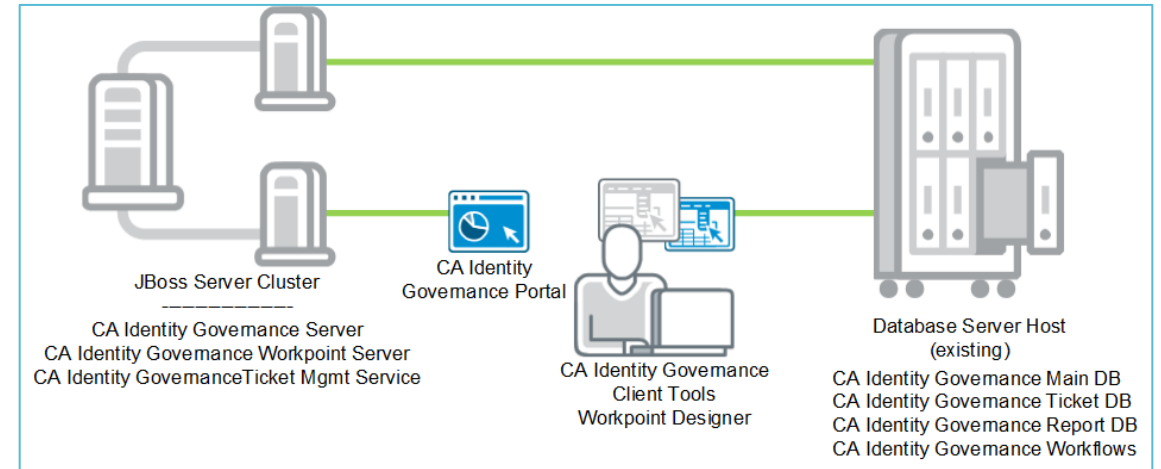 JBoss Server Cluster
----------------------
CA Identity Governance Server
CA Identity Governance Workpoint Server
CA Identity GovernanceTicket Mgmt Service
CA Identity
Governance Portal
CA Identity Governance
Client Tools
Workpoint Designer
Database Server Host
(existing)
CA Identity Governance Main DB
CA Identity Governance Ticket DB
CA Identity Governance Report DB
CA Identity Governance Workflows